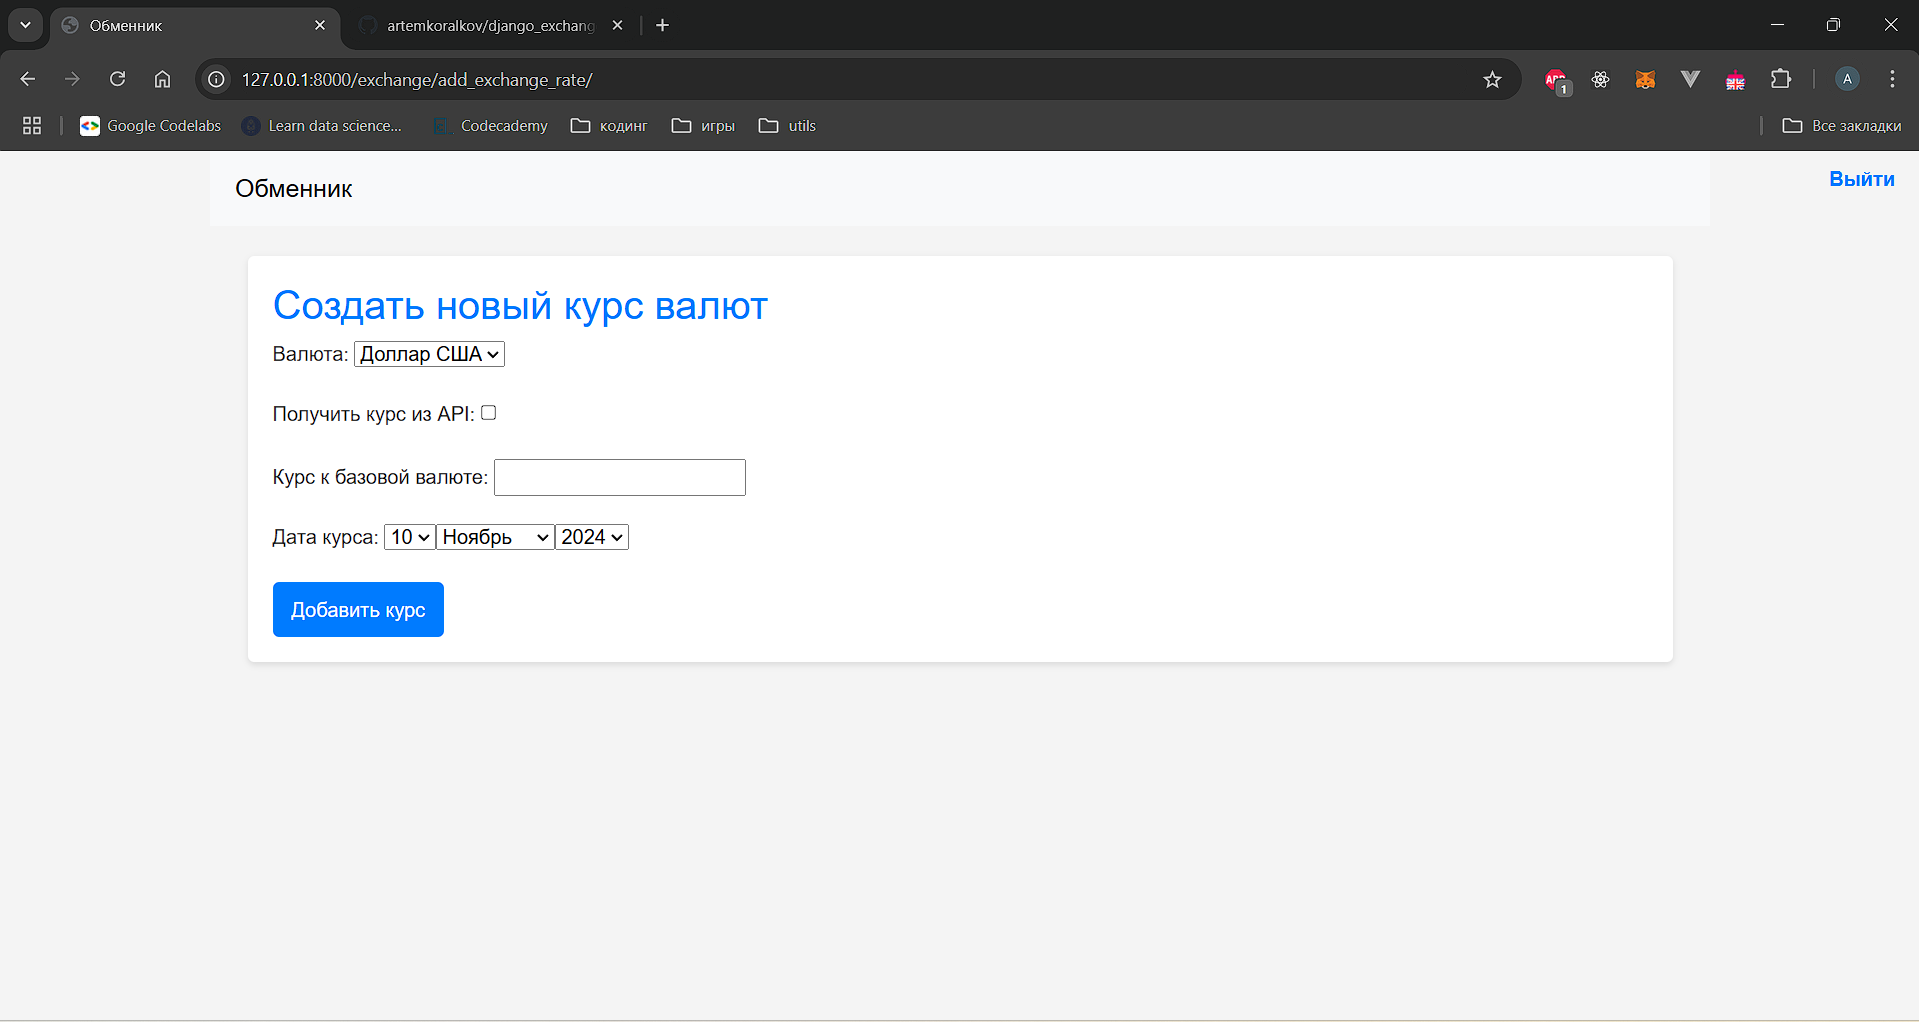 Обменник
artemkoralkov/django_exchang
127.0.0.1:8000/exchange/add_exchange_rate/
1
A
Google Codelabs
Learn data science...
Codecademy
кодинг
игры
utils
Все закладки
Обменник
Выйти
Создать новый курс валют
Валюта: Доллар США
Получить курс из API:
Курс к базовой валюте:
Дата курса: 10 Ноябрь 2024
Добавить курс